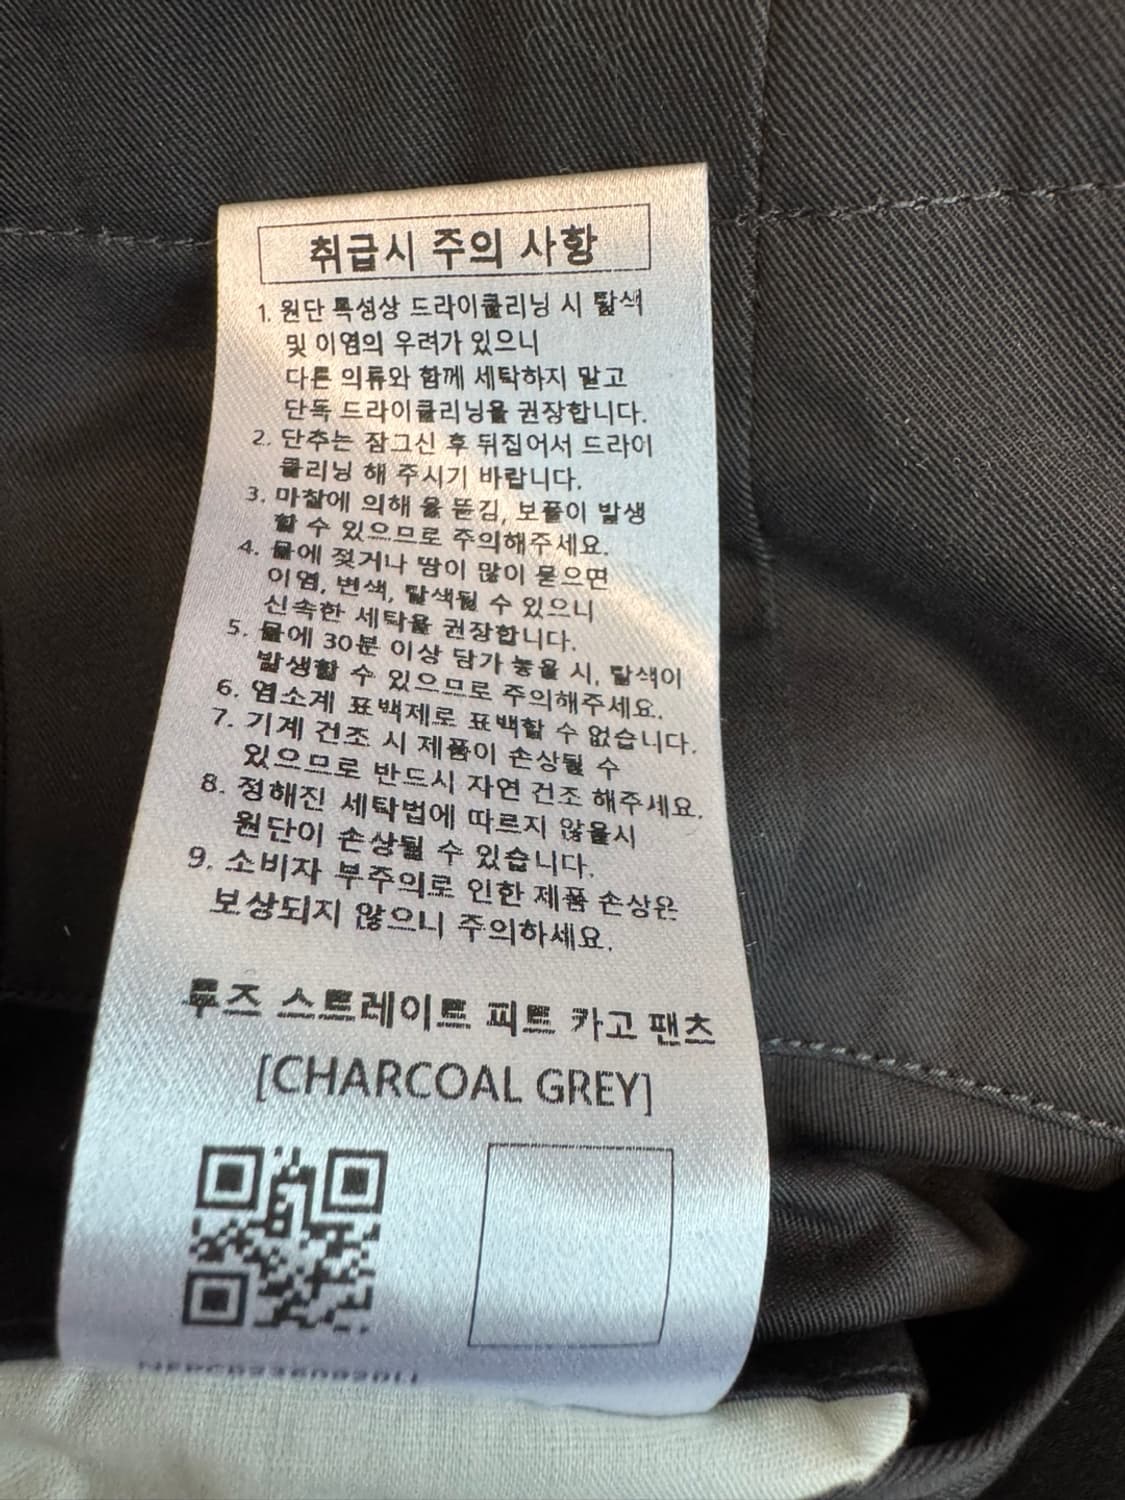 취급시 주의 사항
1. 원단 특성상 드라이클리닝 시 탈색
및 이염의 우려가 있으니
다른 의류와 함께 세탁하지 말고
단독 드라이클리닝을 권장합니다.
2. 단추는 잠그신 후 뒤집어서 드라이
클리닝 해 주시기 바랍니다.
3. 마찰에 의해 올 뜯김, 보풀이 발생
할 수 있으므로 주의해주세요.
4. 물에 젖거나 땀이 많이 묻으면
이염, 변색, 탈색될 수 있으니
신속한 세탁을 권장합니다.
5. 물에 30분 이상 담가 놓을 시, 탈색이
발생할 수 있으므로 주의해주세요.
6. 염소계 표백제로 표백할 수 없습니다.
7. 기계 건조 시 제품이 손상될 수
있으므로 반드시 자연 건조 해주세요.
8. 정해진 세탁법에 따르지 않을시
원단이 손상될 수 있습니다.
9. 소비자 부주의로 인한 제품 손상은
보상되지 않으니 주의하세요.
루즈 스트레이트 피트 카고 팬츠
[CHARCOAL GREY]